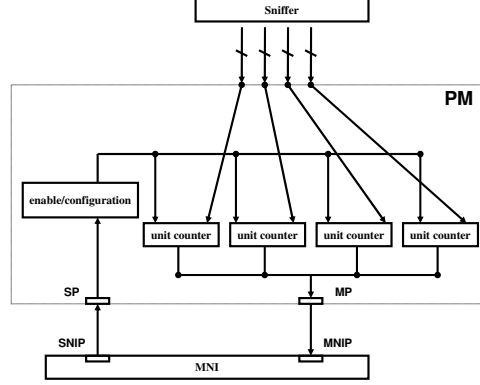 Sniffer
PM
enable/configuration
unit counter
unit counter
unit counter
unit counter
SP
MP
SNIP
MNIP
MNI